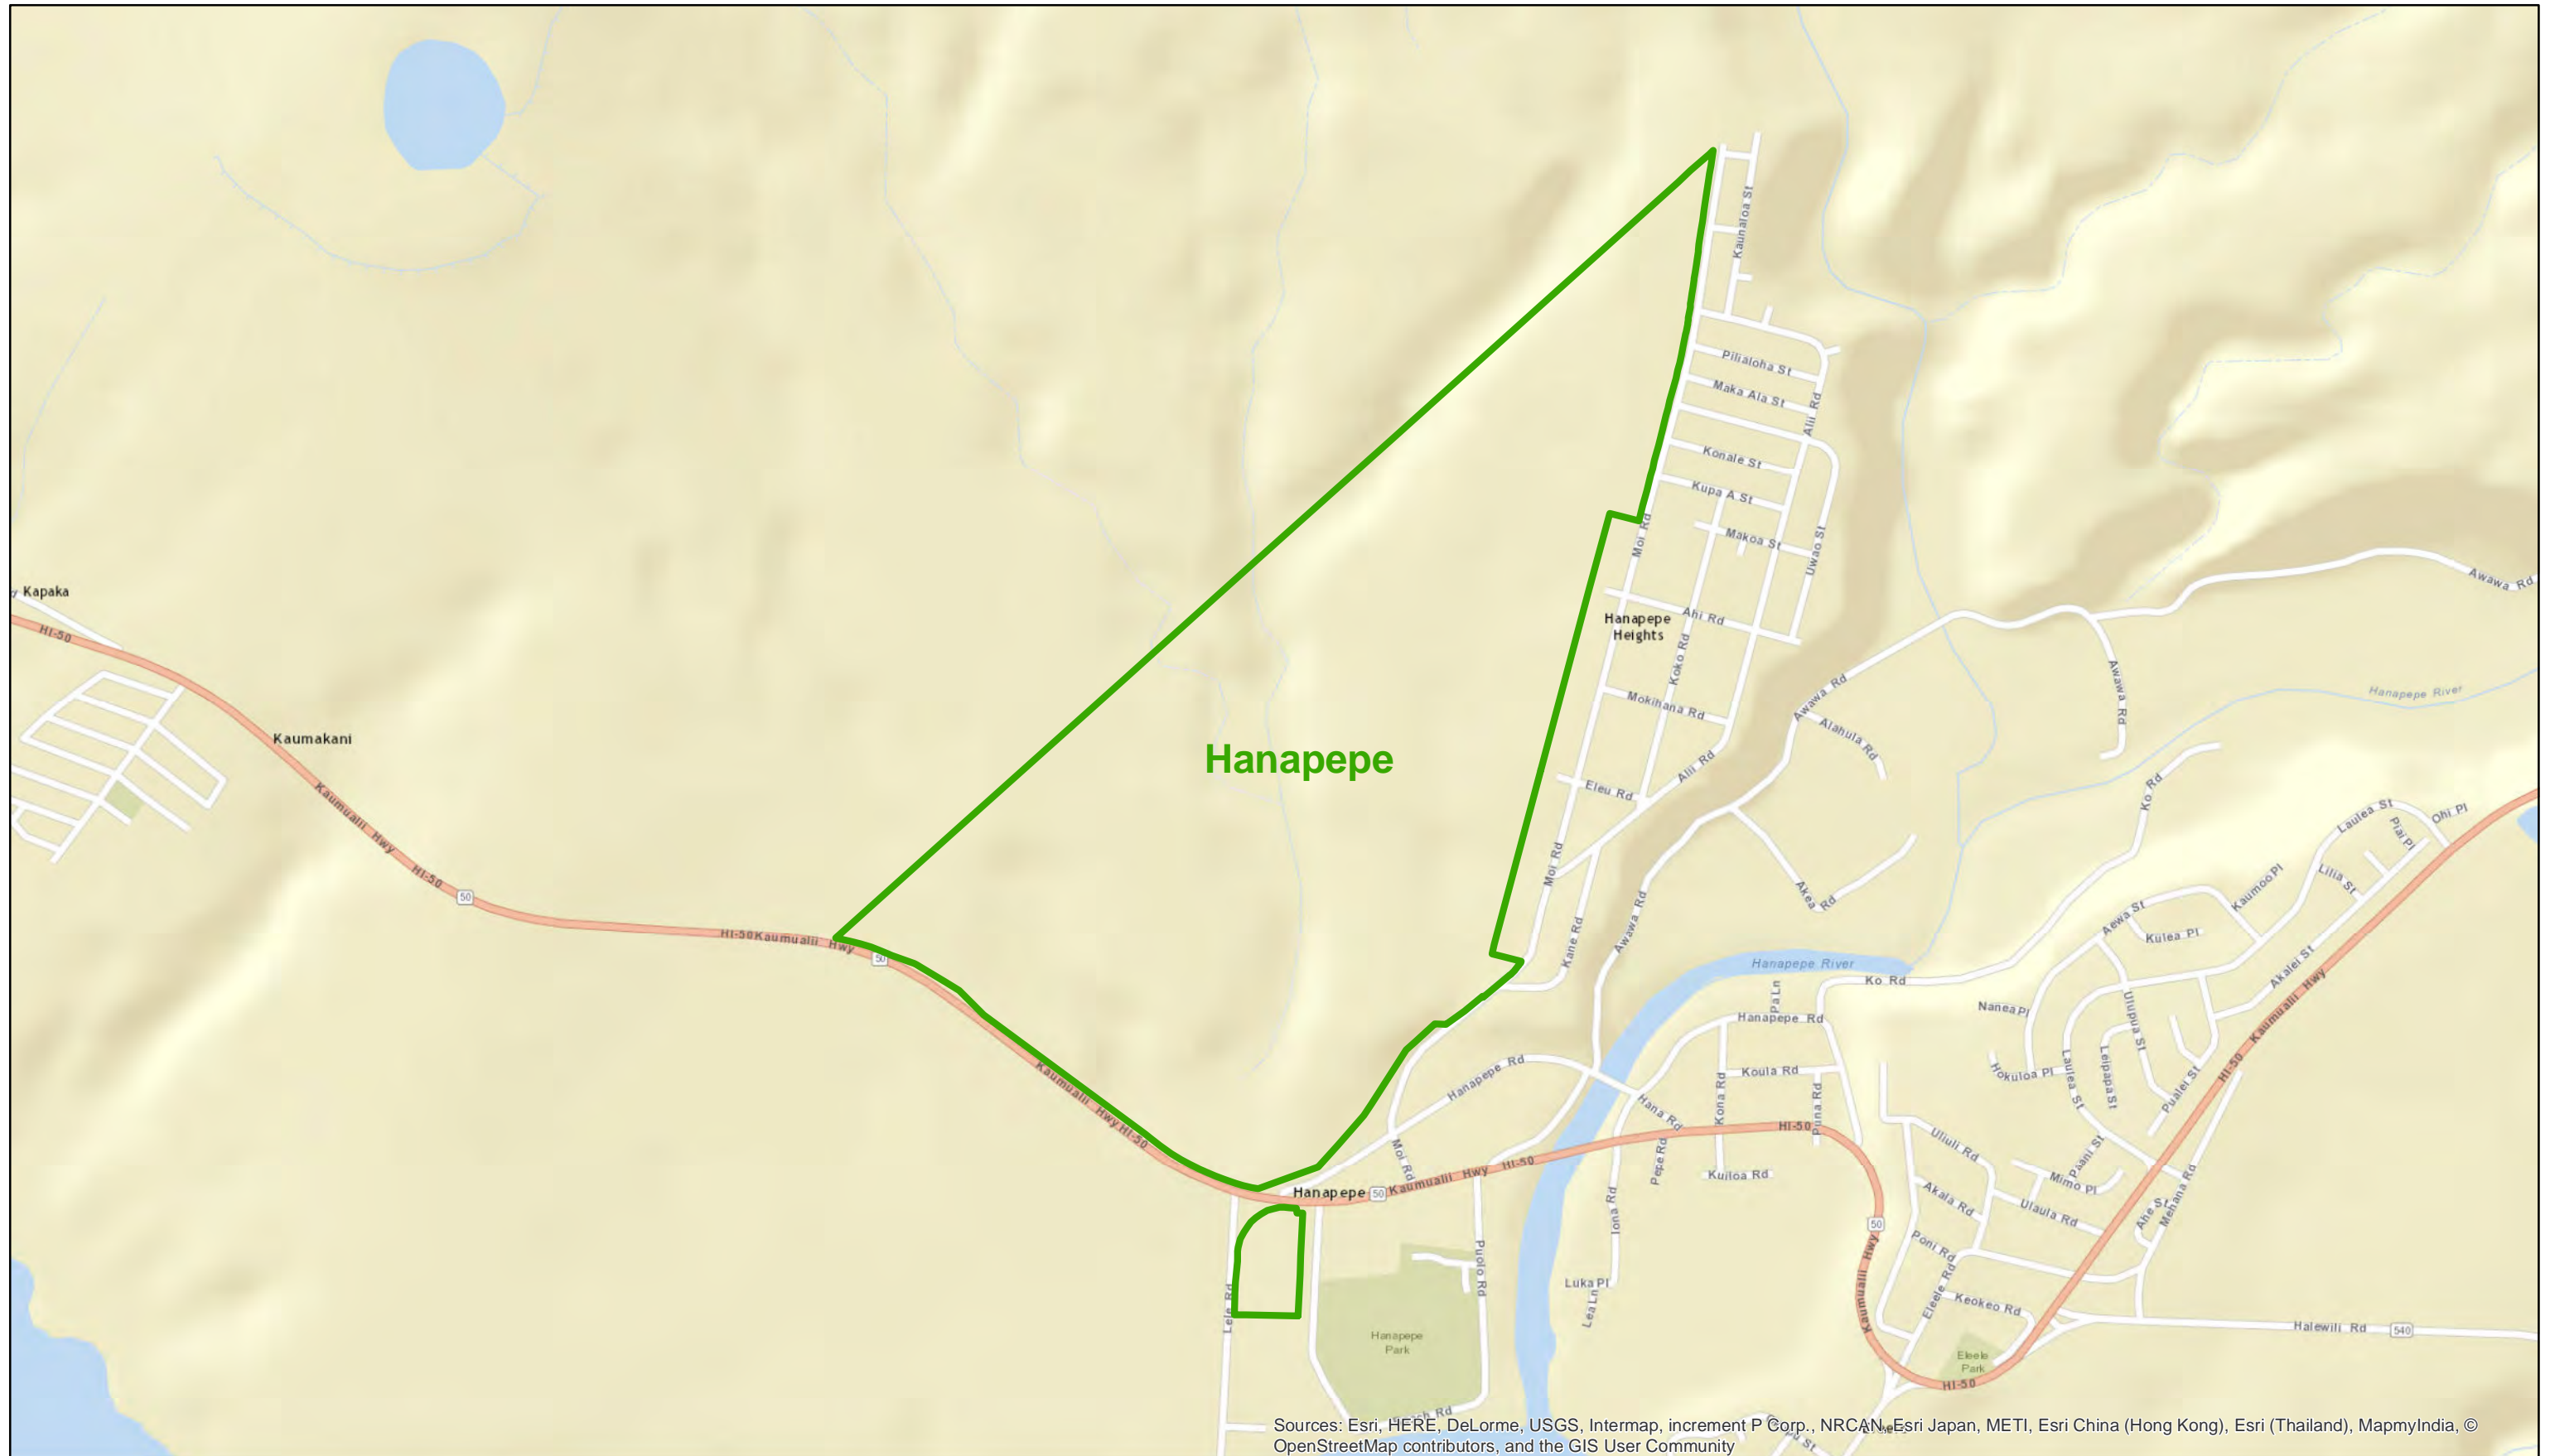 Kaunaloa St
Pilialoha St
Maka Ala St
Alii Rd
Konale St
Kupa A St
Moi Rd
Makoa St
Uwao St
Awawa Rd
Kapaka
HI-50
Hanapepe
Heights
Ahi Rd
Koko Rd
Awawa Rd
Awawa Rd
Hanapepe River
Mokihana Rd
Alahula Rd
Kaumakani
Hanapepe
Alii Rd
Eleu Rd
Ko Rd
Laulea St
Ohi Pl
Piai Pl
Kaumualii Hwy
HI-50
50
Moi Rd
Akea Rd
Lilia St
Kaumoo Pl
Aewa St
Kulea Pl
HI-50 Kaumualii Hwy
50
Kane Rd
Awawa Rd
Hanapepe River
Ko Rd
Akalei St
Kaumualii Hwy
HI-50
Pa Ln
Hanapepe Rd
Nanea Pl
Ulupua St
Laulea St
Leipapa St
Hokuloa Pl
Pualei St
Kaumualii Hwy HI-50
Hanapepe Rd
Koula Rd
Kona Rd
Puna Rd
Hana Rd
HI-50
Uliuli Rd
Paani St
Mimo Pl
Moi Rd
Pepe Rd
Kuiloa Rd
Hanapepe
50
Kaumualii Hwy
HI-50
Iona Rd
Akala Rd
Ulaula Rd
Ahe St
Mehana Rd
50
Kaumualii Hwy
Poni Rd
Eleele Rd
Puolo Rd
Lele Rd
Luka Pl
Lea Ln
Keokeo Rd
Halewili Rd
540
Hanapepe
Park
Eleele
Park
HI-50
Sources: Esri, HERE, DeLorme, USGS, Intermap, increment P Corp., NRCAN, Esri Japan, METI, Esri China (Hong Kong), Esri (Thailand), MapmyIndia, ©
OpenStreetMap contributors, and the GIS User Community